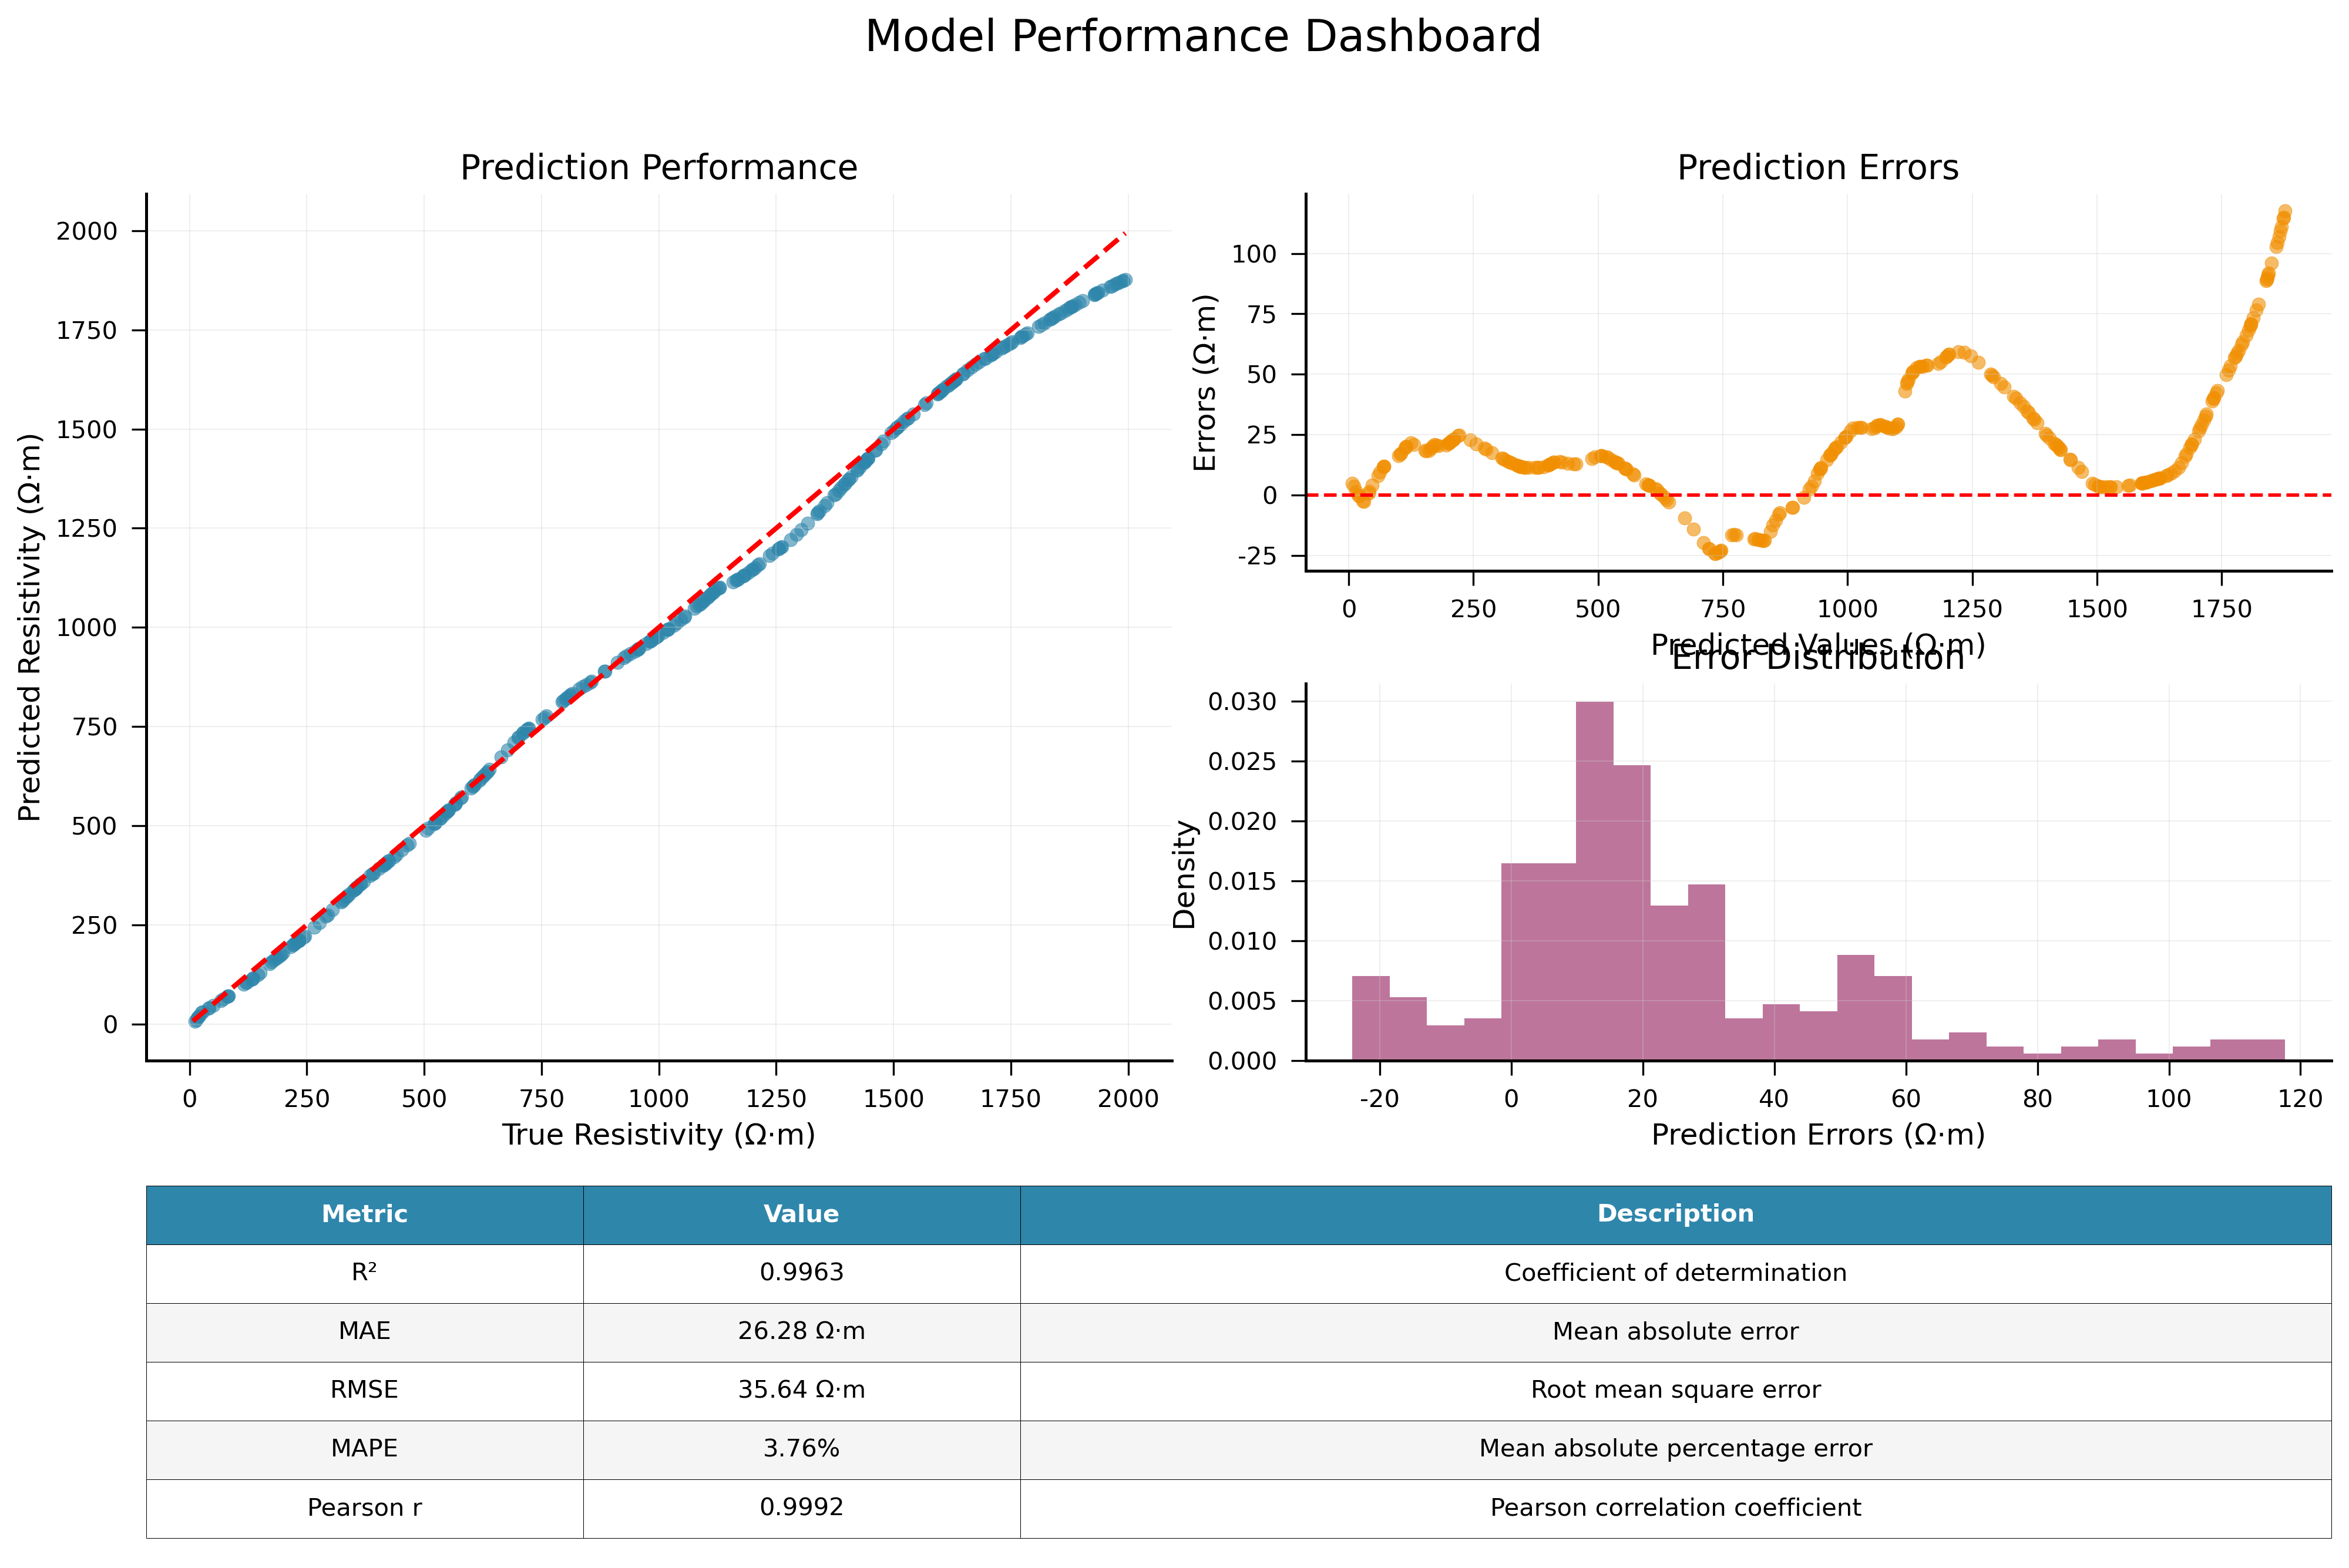 Model Performance Dashboard
Prediction Performance
2000
1750
1500
1250
1000
750
500
250
0
Predicted Resistivity (Ω·m)
0 250 500 750 1000 1250 1500 1750 2000
True Resistivity (Ω·m)
Prediction Errors
100
75
50
25
0
-25
Errors (Ω·m)
0 250 500 750 1000 1250 1500 1750
Predicted Values (Ω·m)
Error Distribution
0.030
0.025
0.020
0.015
0.010
0.005
0.000
Density
-20 0 20 40 60 80 100 120
Prediction Errors (Ω·m)
Metric Value Description
R² 0.9963 Coefficient of determination
MAE 26.28 Ω·m Mean absolute error
RMSE 35.64 Ω·m Root mean square error
MAPE 3.76% Mean absolute percentage error
Pearson r 0.9992 Pearson correlation coefficient